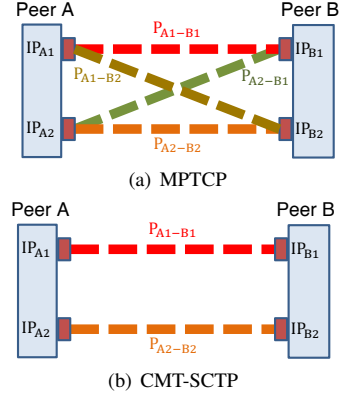 Peer A Peer B
P_A1−B1
IP_A1 IP_B1
P_A1−B2 P_A2−B1
IP_A2 IP_B2
P_A2−B2
(a) MPTCP
Peer A Peer B
P_A1−B1
IP_A1 IP_B1
IP_A2 IP_B2
P_A2−B2
(b) CMT-SCTP